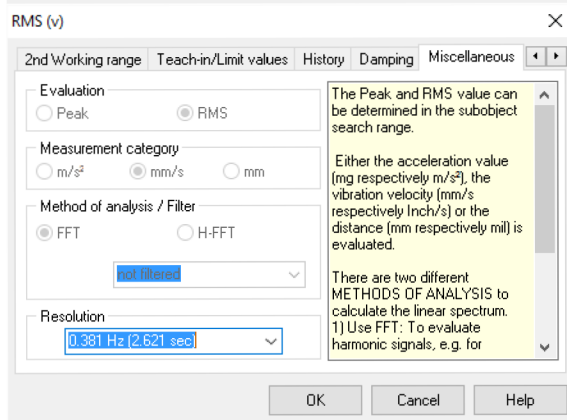 RMS (v)
2nd Working range Teach-in/Limit values History Damping Miscellaneous
Evaluation
Peak RMS
Measurement category
m/s² mm/s mm
Method of analysis / Filter
FFT H-FFT
not filtered
Resolution
0.381 Hz (2.621 sec)
The Peak and RMS value can
be determined in the subobject
search range.
Either the acceleration value
(mg respectively m/s²), the
vibration velocity (mm/s
respectively Inch/s) or the
distance (mm respectively mil) is
evaluated.
There are two different
METHODS OF ANALYSIS to
calculate the linear spectrum.
1) Use FFT: To evaluate
harmonic signals, e.g. for
OK Cancel Help